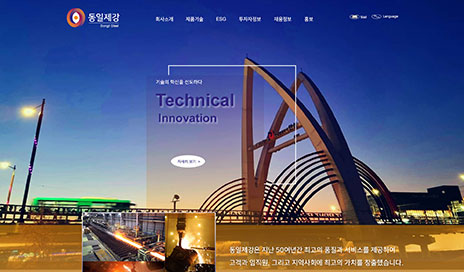 동일제강
Dongil Steel
회사소개 제품기술 ESG 투자자정보 채용정보 홍보
Language
기술의 혁신을 선도하다
Technical
Innovation
자세히 보기
동일제강은 지난 50여년간 최고의 품질과 서비스를 제공하여
고객과 임직원, 그리고 지역사회에 최고의 가치를 창출했습니다.